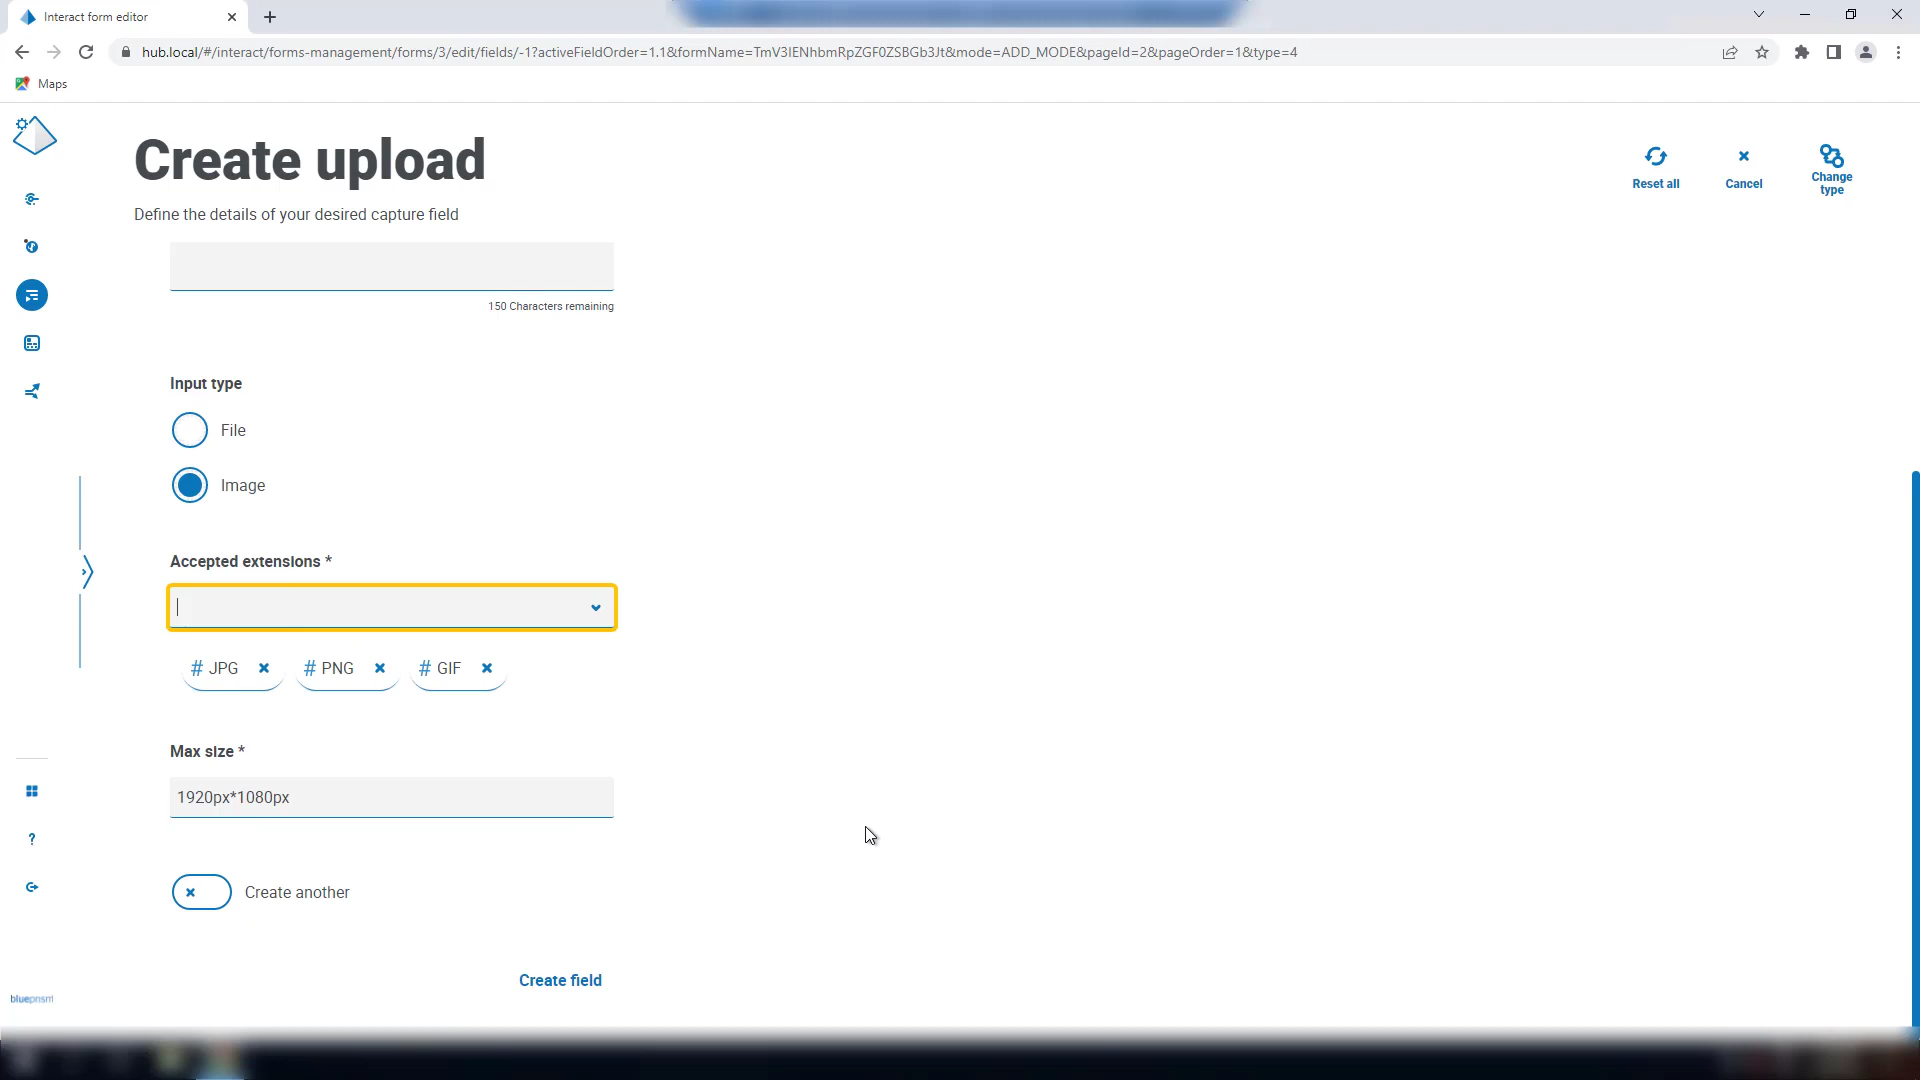 Interact form editor
hub.local/#/interact/forms-management/forms/3/edit/fields/-1?activeFieldOrder=1.1&formName=TmV3IENhbmRpZGF0ZSBGb3Jt&mode=ADD_MODE&pageId=2&pageOrder=1&type=4
Maps
Create upload
Define the details of your desired capture field
Reset all
Cancel
Change
type
150 Characters remaining
Input type
File
Image
Accepted extensions *
# JPG
# PNG
# GIF
Max size *
1920px*1080px
Create another
Create field
blueprism